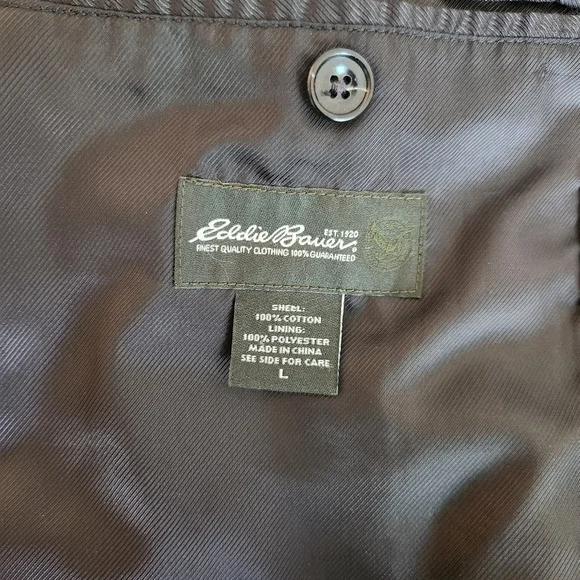 Eddie Bauer.
EST. 1920
FINEST QUALITY CLOTHING 100% GUARANTEED
SHELL:
100% COTTON
LINING:
100% POLYESTER
MADE IN CHINA
SEE SIDE FOR CARE
L